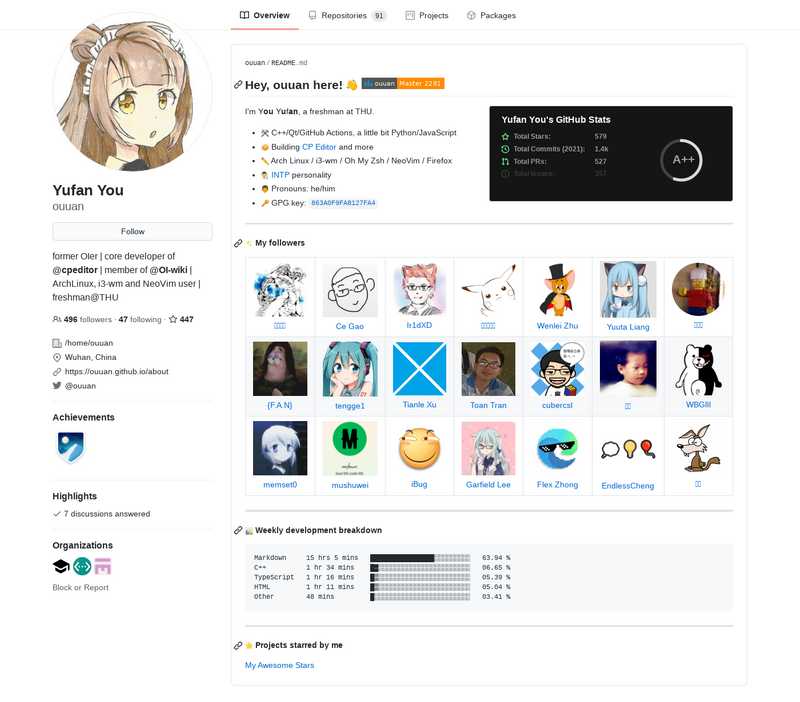 Overview
Repositories 91
Projects
Packages
Yufan You
ouuan
Follow
former OIer | core developer of
@cpeditor | member of @OI-wiki |
ArchLinux, i3-wm and NeoVim user |
freshman@THU
496 followers · 47 following · 447
/home/ouuan
Wuhan, China
https://ouuan.github.io/about
@ouuan
Achievements
Highlights
7 discussions answered
Organizations
Block or Report
ouuan / README.md
Hey, ouuan here! 👋 ouuan Master 2281
I'm You Yufan, a freshman at THU.
C++/Qt/GitHub Actions, a little bit Python/JavaScript
Building CP Editor and more
Arch Linux / i3-wm / Oh My Zsh / NeoVim / Firefox
INTP personality
Pronouns: he/him
GPG key: 863A0F9FA8127FA4
Yufan You's GitHub Stats
Total Stars: 579
Total Commits (2021): 1.4k
Total PRs: 527
Total Issues: 357
A++
My followers
Ce Gao
Ir1dXD
Wenlei Zhu
Yuuta Liang
{F.A.N}
tengge1
Tianle Xu
Toan Tran
cubercsl
WBGlIl
memset0
mushuwei
iBug
Garfield Lee
Flex Zhong
EndlessCheng
Weekly development breakdown
Markdown 15 hrs 5 mins 63.94 %
C++ 1 hr 34 mins 06.65 %
TypeScript 1 hr 16 mins 05.39 %
HTML 1 hr 11 mins 05.04 %
Other 48 mins 03.41 %
Projects starred by me
My Awesome Stars